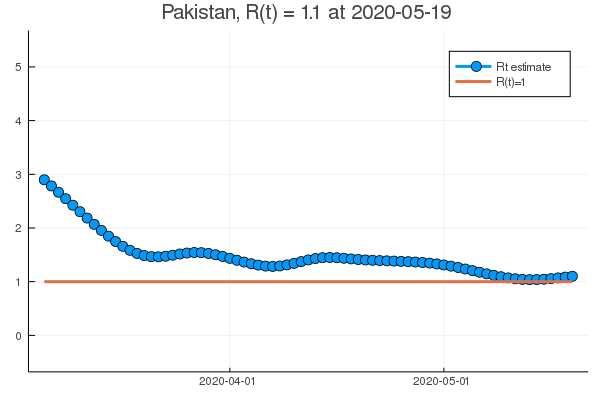 Pakistan, R(t) = 1.1 at 2020-05-19
5
4
3
2
1
0
Rt estimate
R(t)=1
2020-04-01
2020-05-01